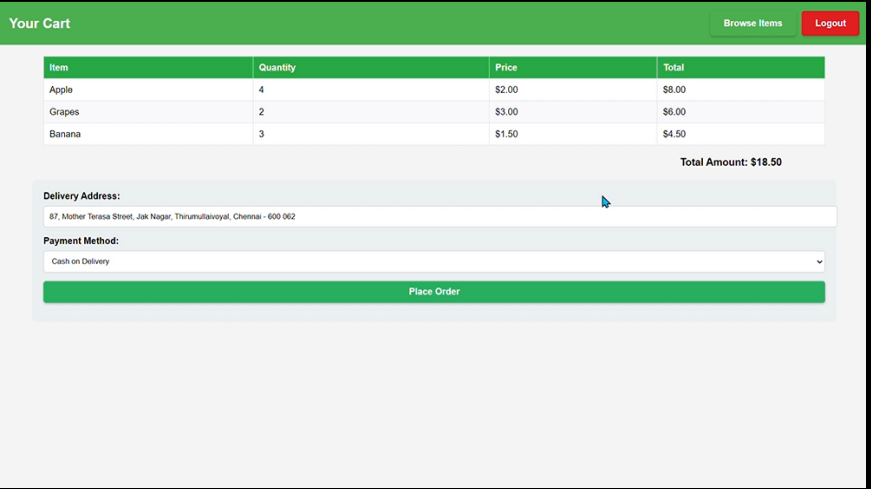 Your Cart Browse Items Logout
Item Quantity Price Total
Apple 4 $2.00 $8.00
Grapes 2 $3.00 $6.00
Banana 3 $1.50 $4.50
Total Amount: $18.50
Delivery Address:
87, Mother Terasa Street, Jak Nagar, Thirumullaivoyal, Chennai - 600 062
Payment Method:
Cash on Delivery
Place Order